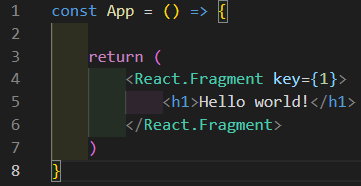 1 const App = () => {
2
3 return (
4 <React.Fragment key={1}>
5 <h1>Hello world!</h1>
6 </React.Fragment>
7 )
8 }